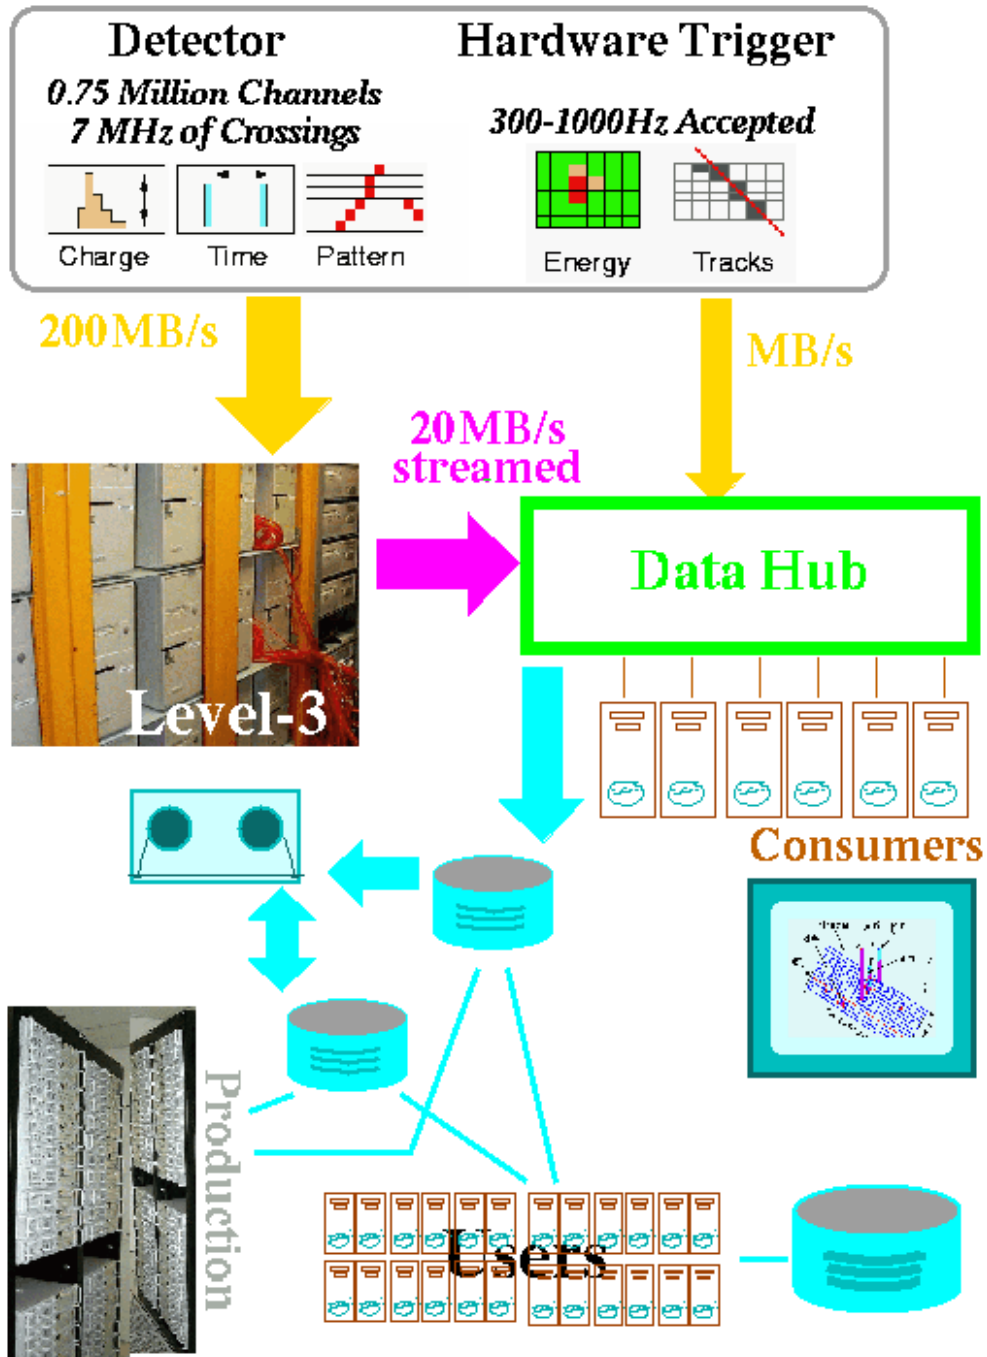 Detector
0.75 Million Channels
7 MHz of Crossings
Charge
Time
Pattern
Hardware Trigger
300-1000Hz Accepted
Energy
Tracks
200MB/s
MB/s
20MB/s
streamed
Data Hub
Level-3
Consumers
Production
Users